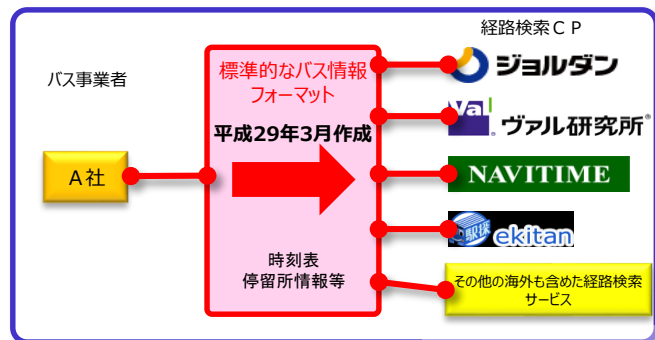 経路検索ＣＰ
バス事業者
Ａ社
標準的なバス情報
フォーマット
平成29年3月作成
時刻表
停留所情報等
ジョルダン
Val
ヴァル研究所®
NAVITIME
駅探
ekitan
その他の海外も含めた経路検索
サービス